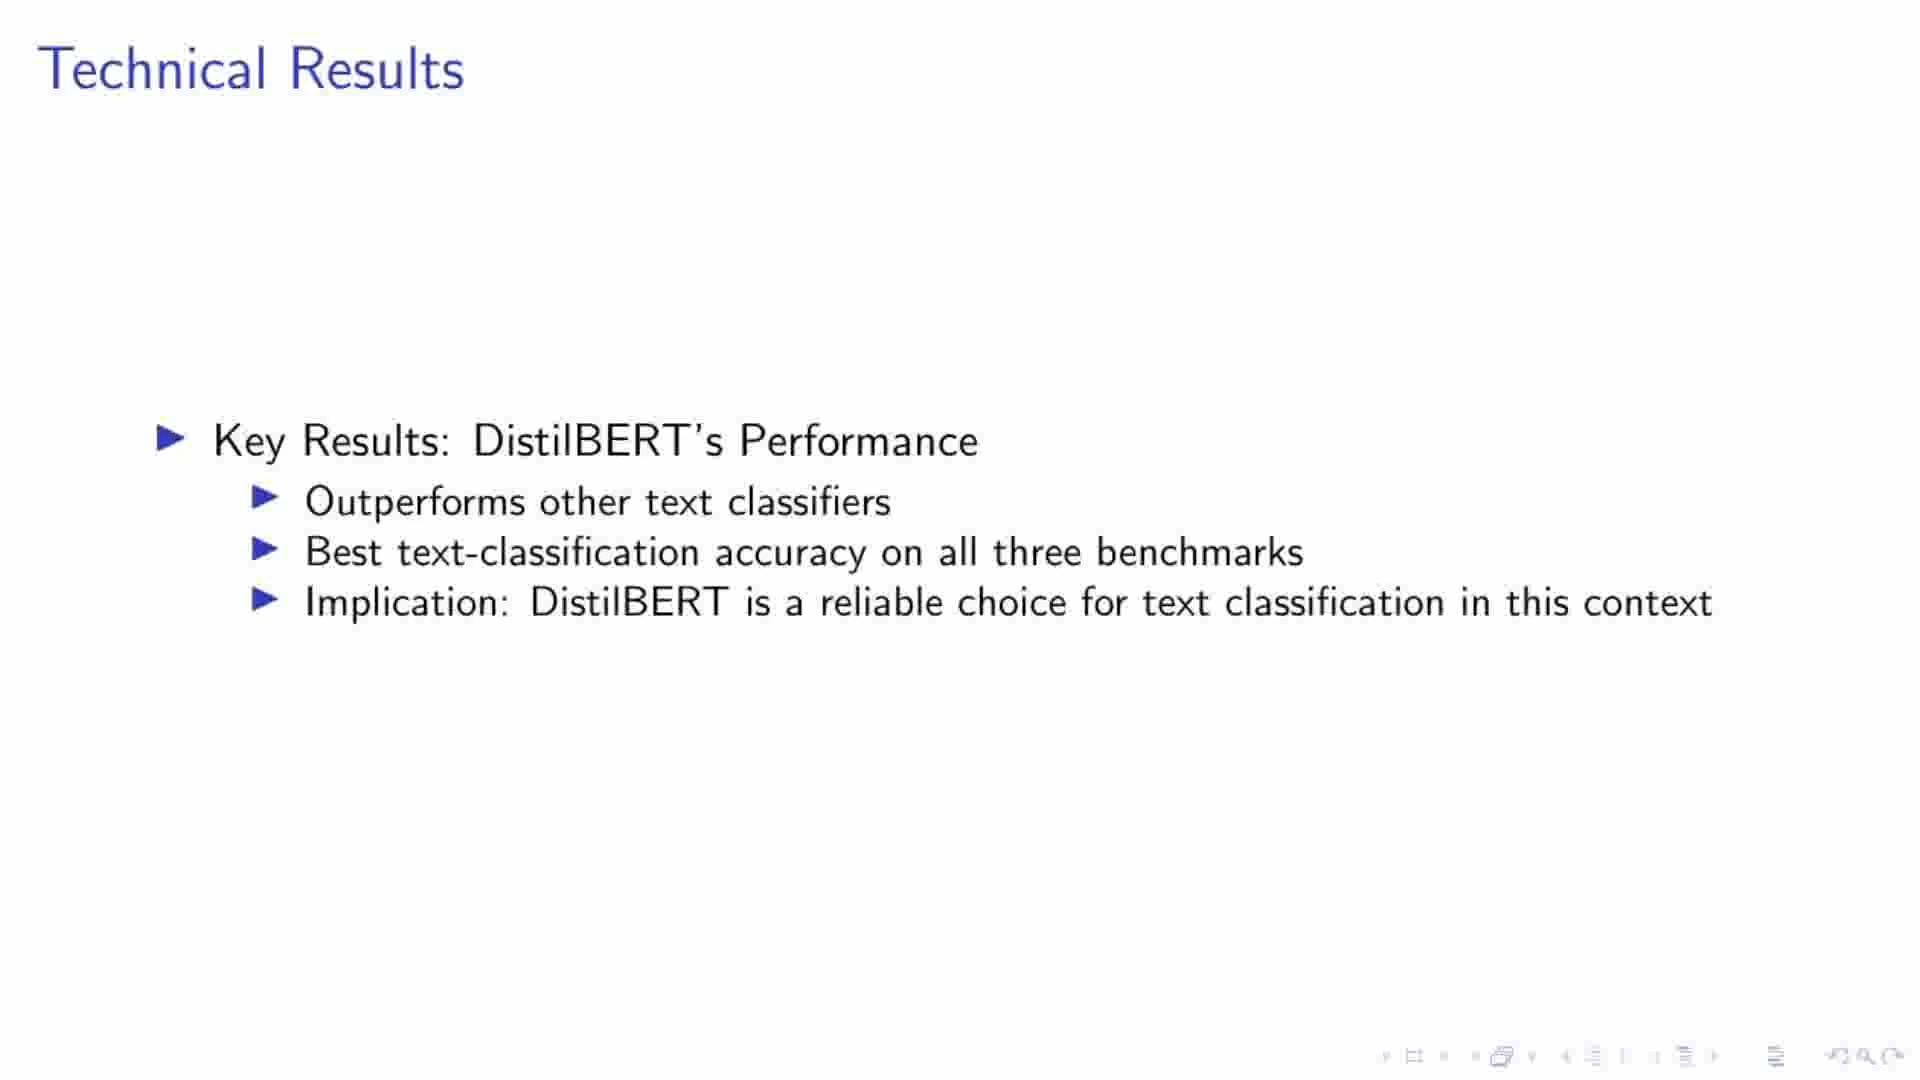 Technical Results
Key Results: DistilBERT's Performance
Outperforms other text classifiers
Best text-classification accuracy on all three benchmarks
Implication: DistilBERT is a reliable choice for text classification in this context